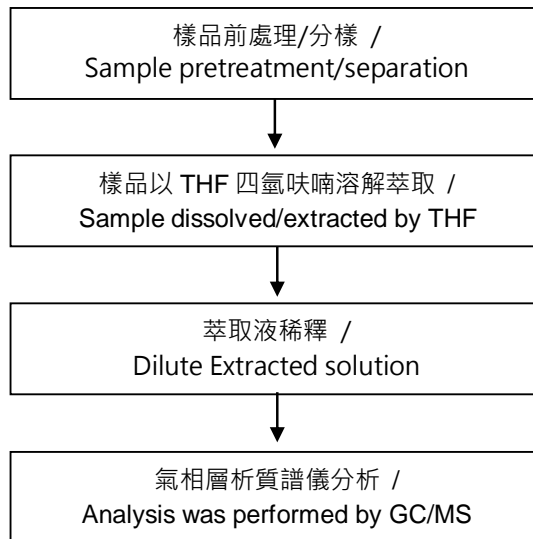 樣品前處理/分樣 /
Sample pretreatment/separation
樣品以 THF 四氫呋喃溶解萃取 /
Sample dissolved/extracted by THF
萃取液稀釋 /
Dilute Extracted solution
氣相層析質譜儀分析 /
Analysis was performed by GC/MS